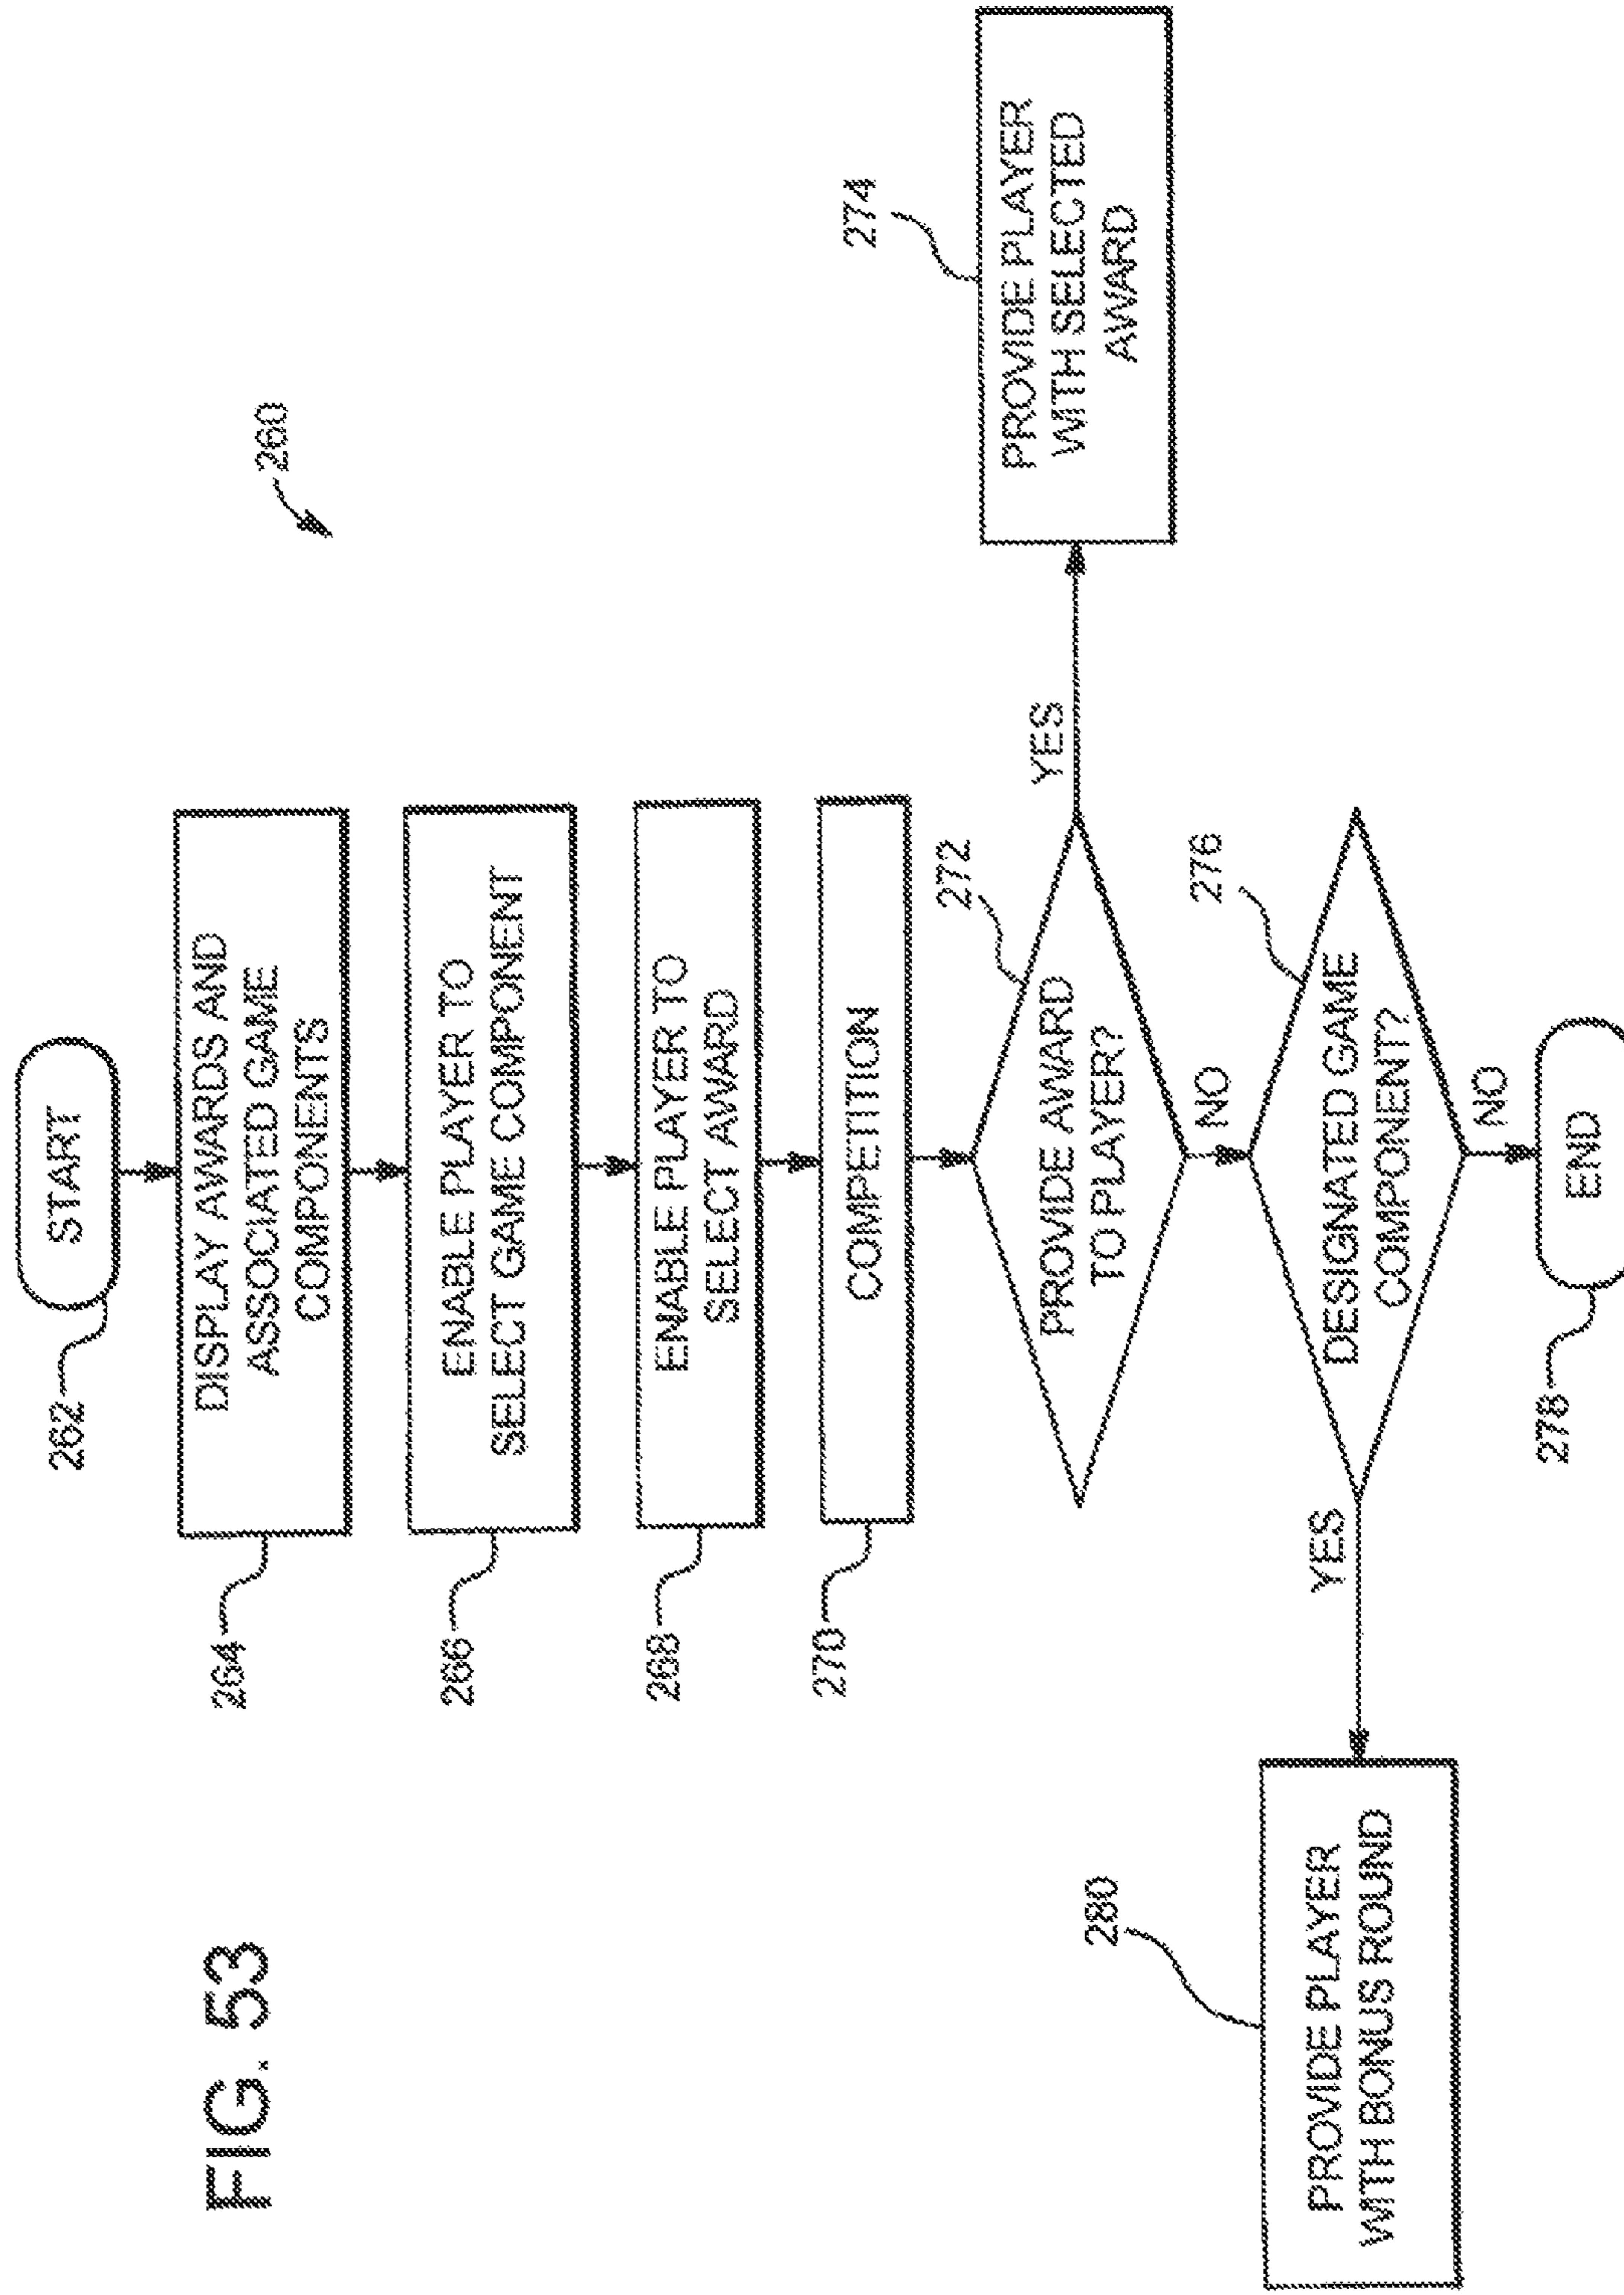 FIG. 53
260
START
262
DISPLAY AWARDS AND
ASSOCIATED GAME
COMPONENTS
264
ENABLE PLAYER TO
SELECT GAME COMPONENT
266
ENABLE PLAYER TO
SELECT AWARD
268
COMPETITION
270
272
PROVIDE AWARD
TO PLAYER?
YES
274
PROVIDE PLAYER
WITH SELECTED
AWARD
NO
276
DESIGNATED GAME
COMPONENT?
YES
280
PROVIDE PLAYER
WITH BONUS ROUND
NO
END
278